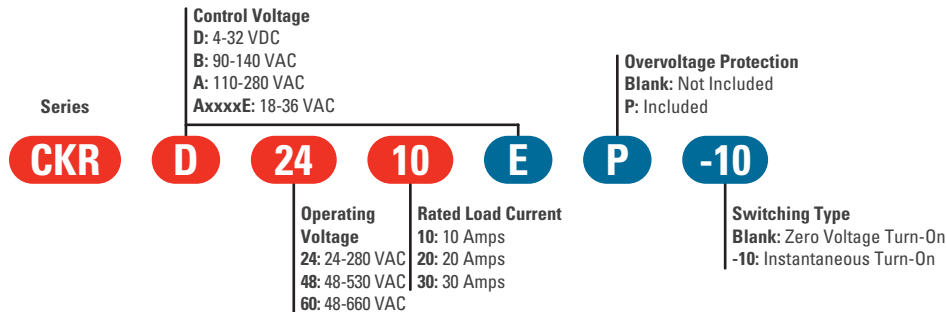 Control Voltage
D: 4-32 VDC
B: 90-140 VAC
A: 110-280 VAC
AxxxxE: 18-36 VAC
Overvoltage Protection
Blank: Not Included
P: Included
Series
CKR D 24 10 E P -10
Operating
Voltage
24: 24-280 VAC
48: 48-530 VAC
60: 48-660 VAC
Rated Load Current
10: 10 Amps
20: 20 Amps
30: 30 Amps
Switching Type
Blank: Zero Voltage Turn-On
-10: Instantaneous Turn-On